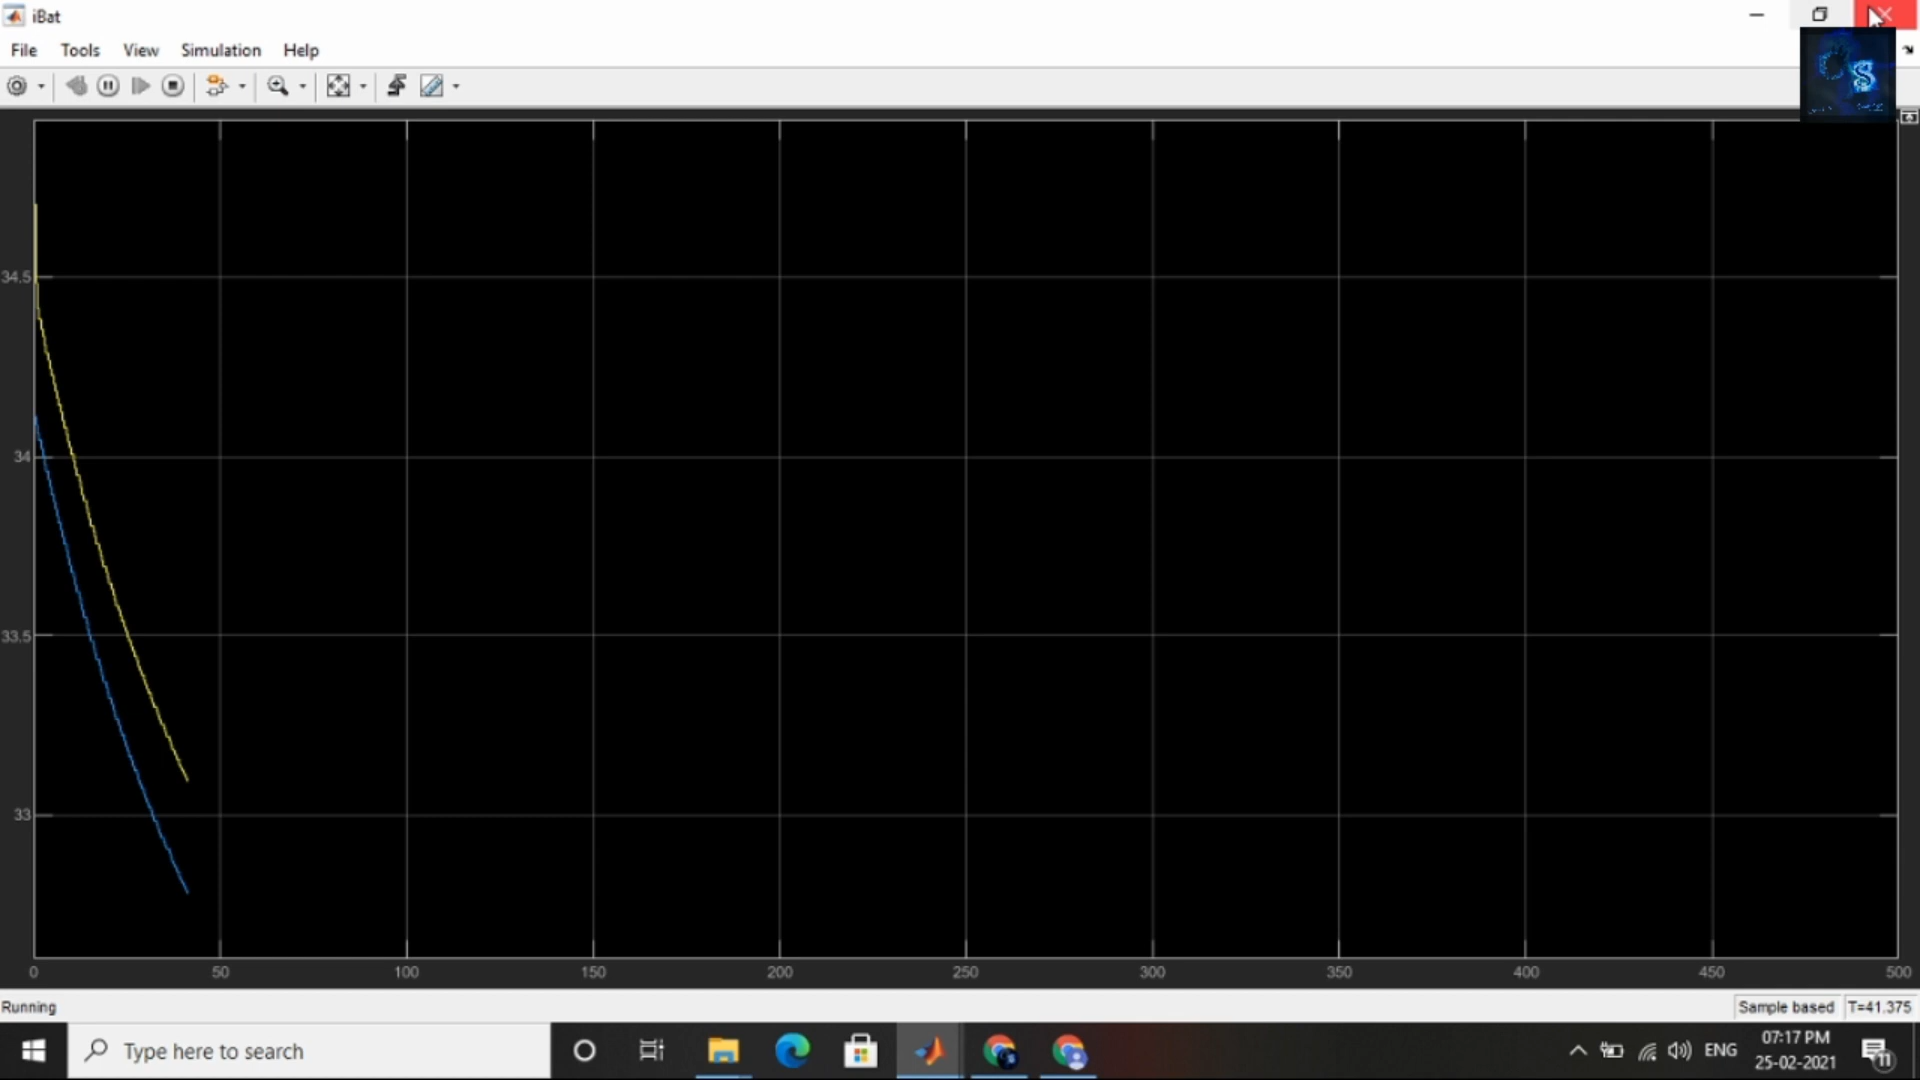 iBat
File Tools View Simulation Help
34.5
34
33.5
33
0 50 100 150 200 250 300 350 400 450 500
Running
Sample based T=41.375
Type here to search
ENG
07:17 PM
25-02-2021
11